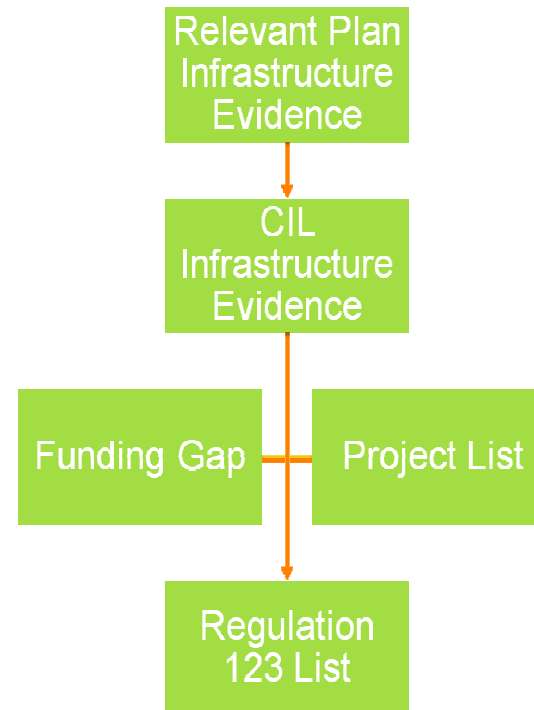 Relevant Plan
Infrastructure
Evidence
CIL
Infrastructure
Evidence
Funding Gap
Project List
Regulation
123 List